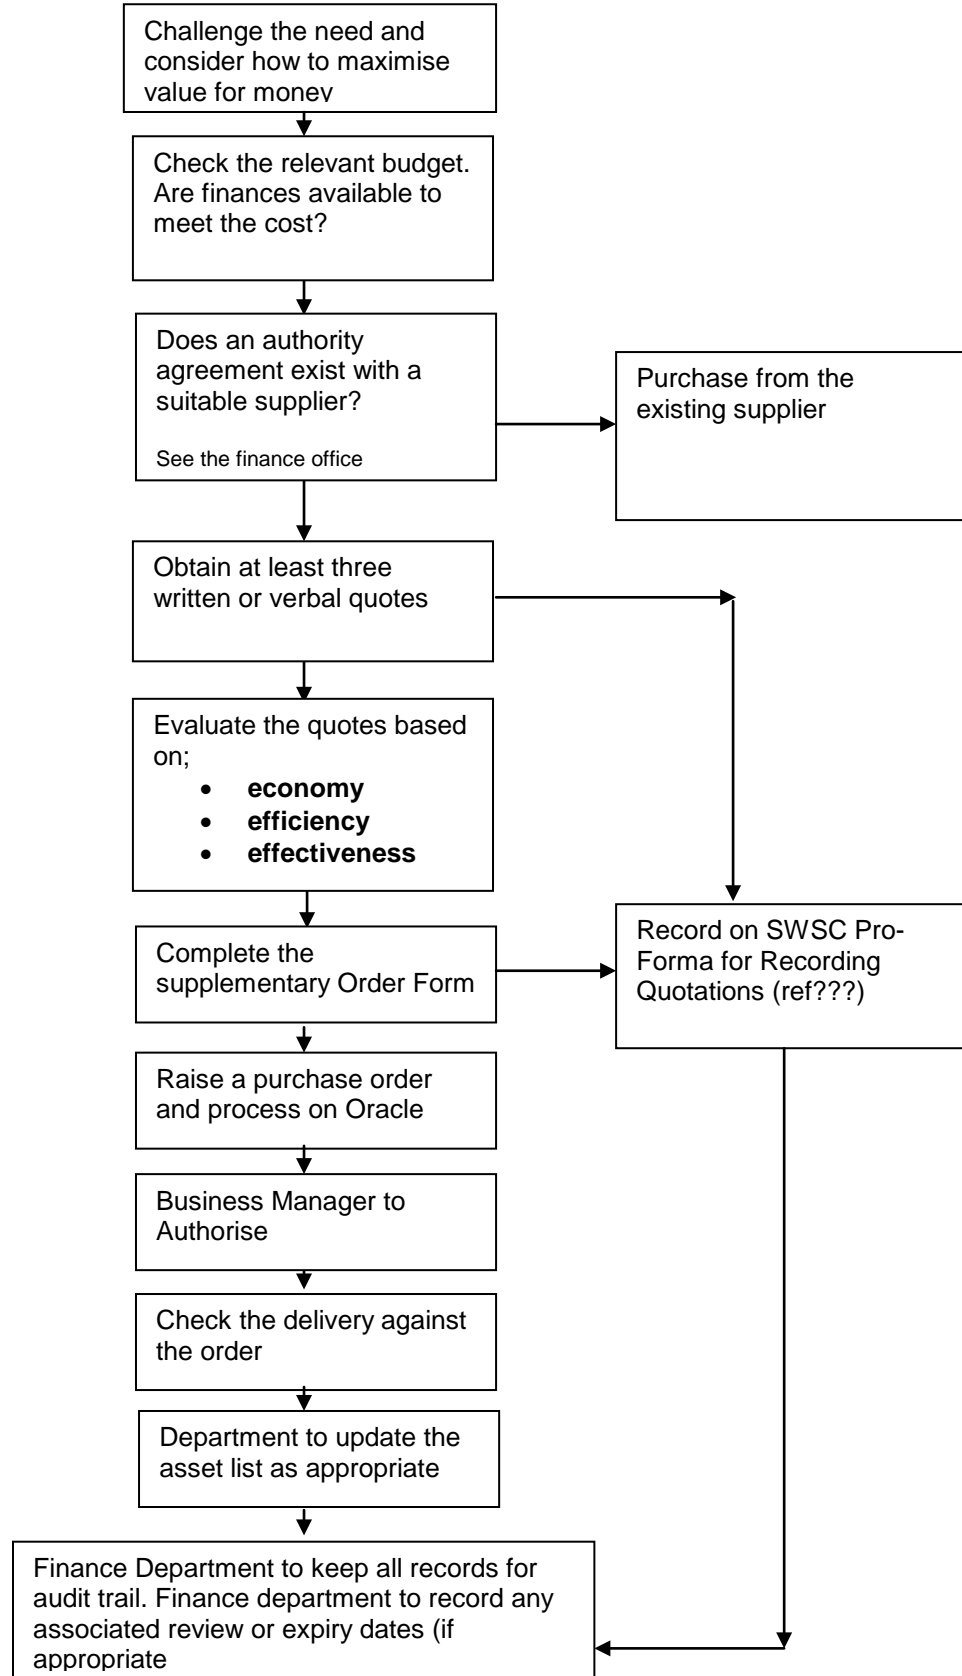 Challenge the need and
consider how to maximise
value for money
Check the relevant budget.
Are finances available to
meet the cost?
Does an authority
agreement exist with a
suitable supplier?
See the finance office
Purchase from the
existing supplier
Obtain at least three
written or verbal quotes
Evaluate the quotes based
on;
• economy
• efficiency
• effectiveness
Complete the
supplementary Order Form
Record on SWSC Pro-
Forma for Recording
Quotations (ref???)
Raise a purchase order
and process on Oracle
Business Manager to
Authorise
Check the delivery against
the order
Department to update the
asset list as appropriate
Finance Department to keep all records for
audit trail. Finance department to record any
associated review or expiry dates (if
appropriate